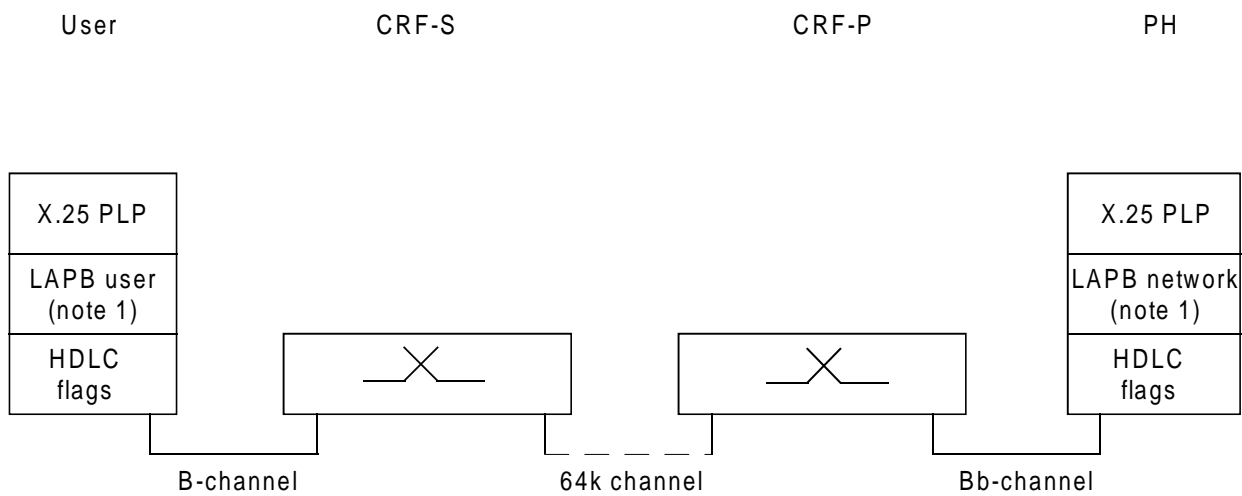 User
CRF-S
CRF-P
PH
X.25 PLP
LAPB user
(note 1)
HDLC
flags
X.25 PLP
LAPB network
(note 1)
HDLC
flags
B-channel
64k channel
Bb-channel